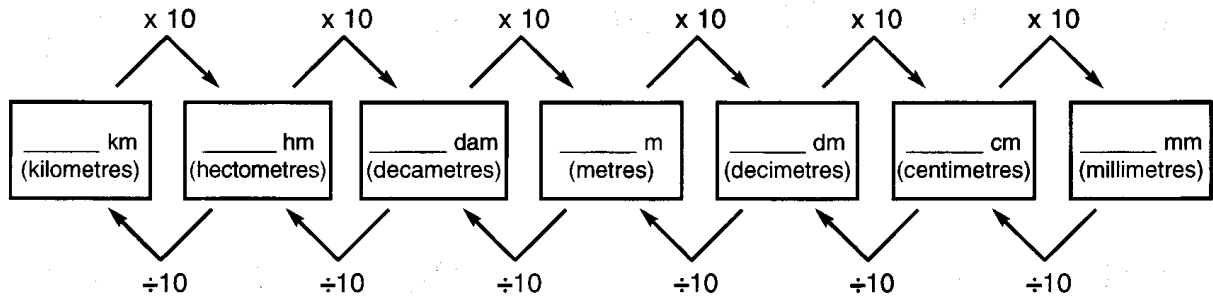 x 10 x 10 x 10 x 10 x 10 x 10
______ km ______ hm ______ dam ______ m ______ dm ______ cm ______ mm
(kilometres) (hectometres) (decametres) (metres) (decimetres) (centimetres) (millimetres)
÷10 ÷10 ÷10 ÷10 ÷10 ÷10